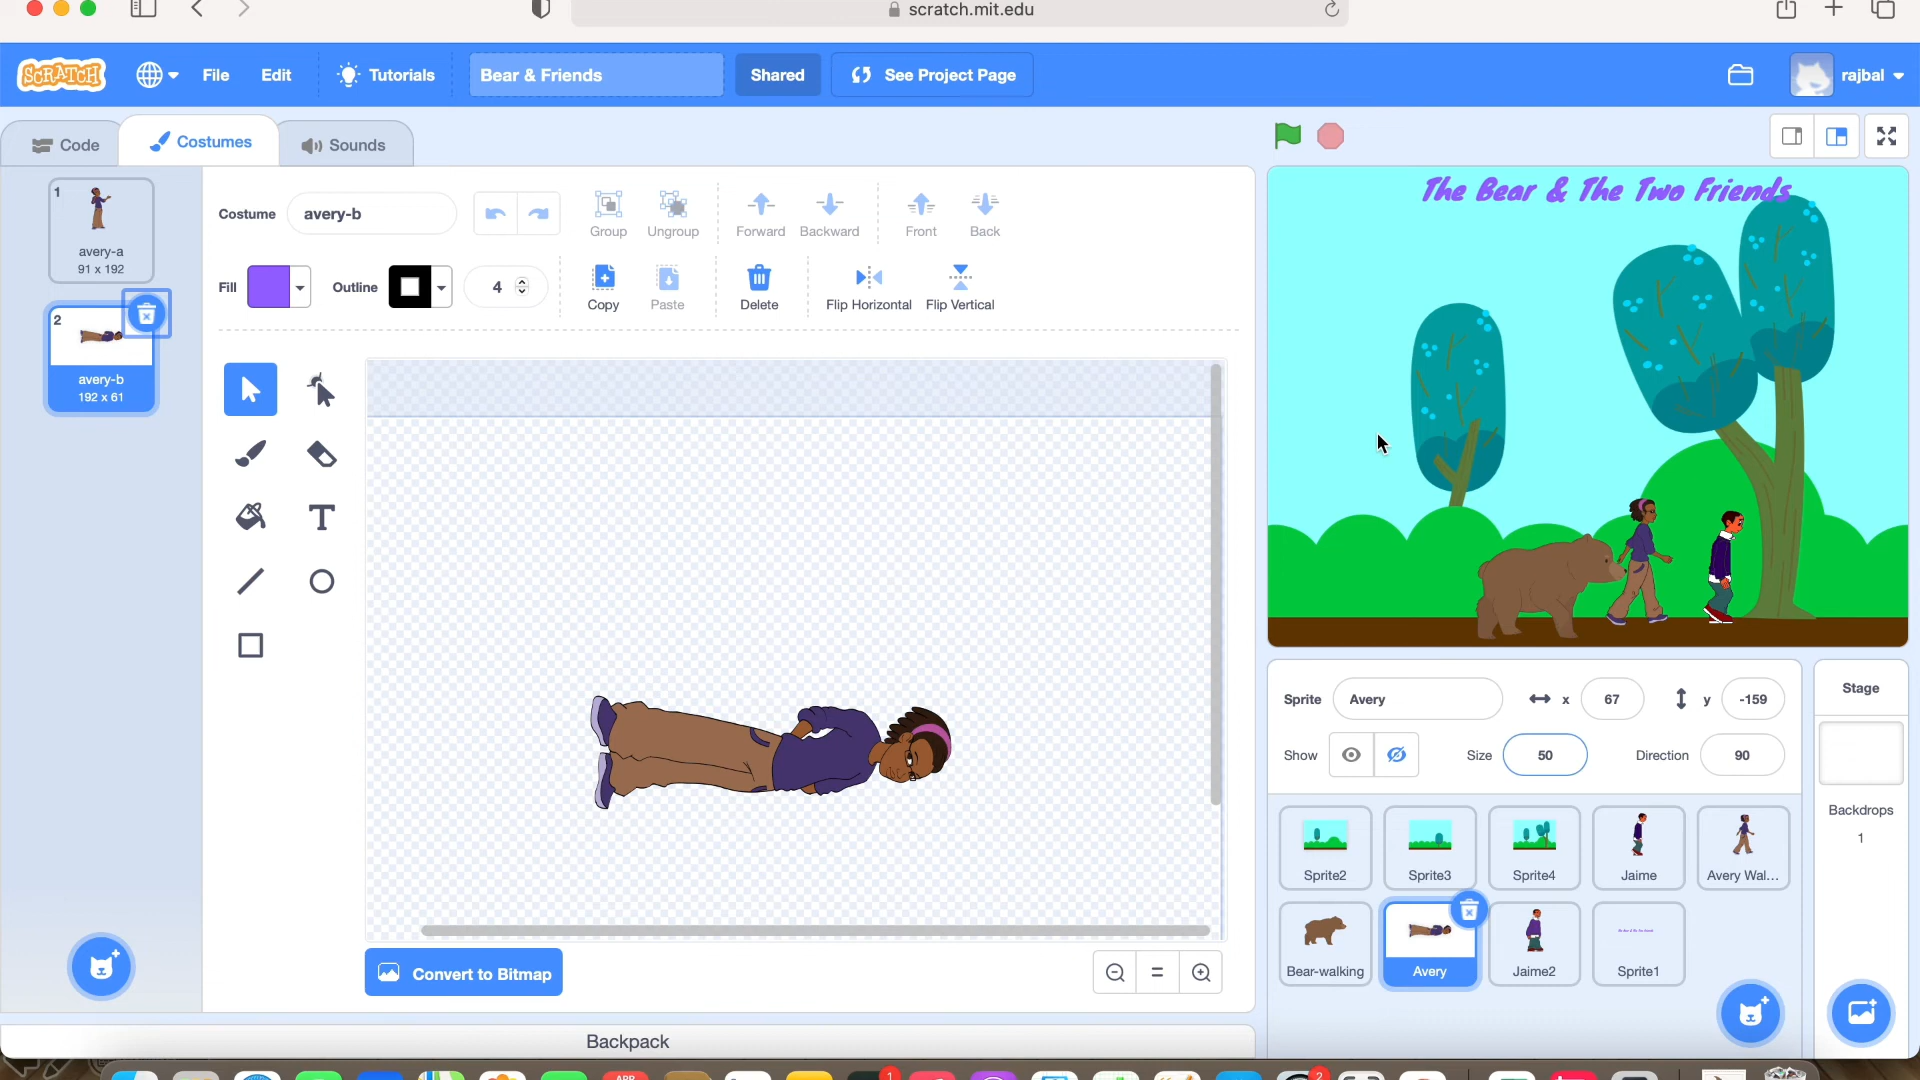 scratch.mit.edu
SCRATCH
File
Edit
Tutorials
Bear & Friends
Shared
See Project Page
rajbal
Code
Costumes
Sounds
1
avery-a
91 x 192
2
avery-b
192 x 61
Costume
avery-b
Group
Ungroup
Forward
Backward
Front
Back
Fill
Outline
4
Copy
Paste
Delete
Flip Horizontal
Flip Vertical
Convert to Bitmap
Backpack
The Bear & The Two Friends
Sprite
Avery
x
67
y
-159
Show
Size
50
Direction
90
Sprite2
Sprite3
Sprite4
Jaime
Avery Wal...
Bear-walking
Avery
Jaime2
Sprite1
Stage
Backdrops
1
APR
1
2